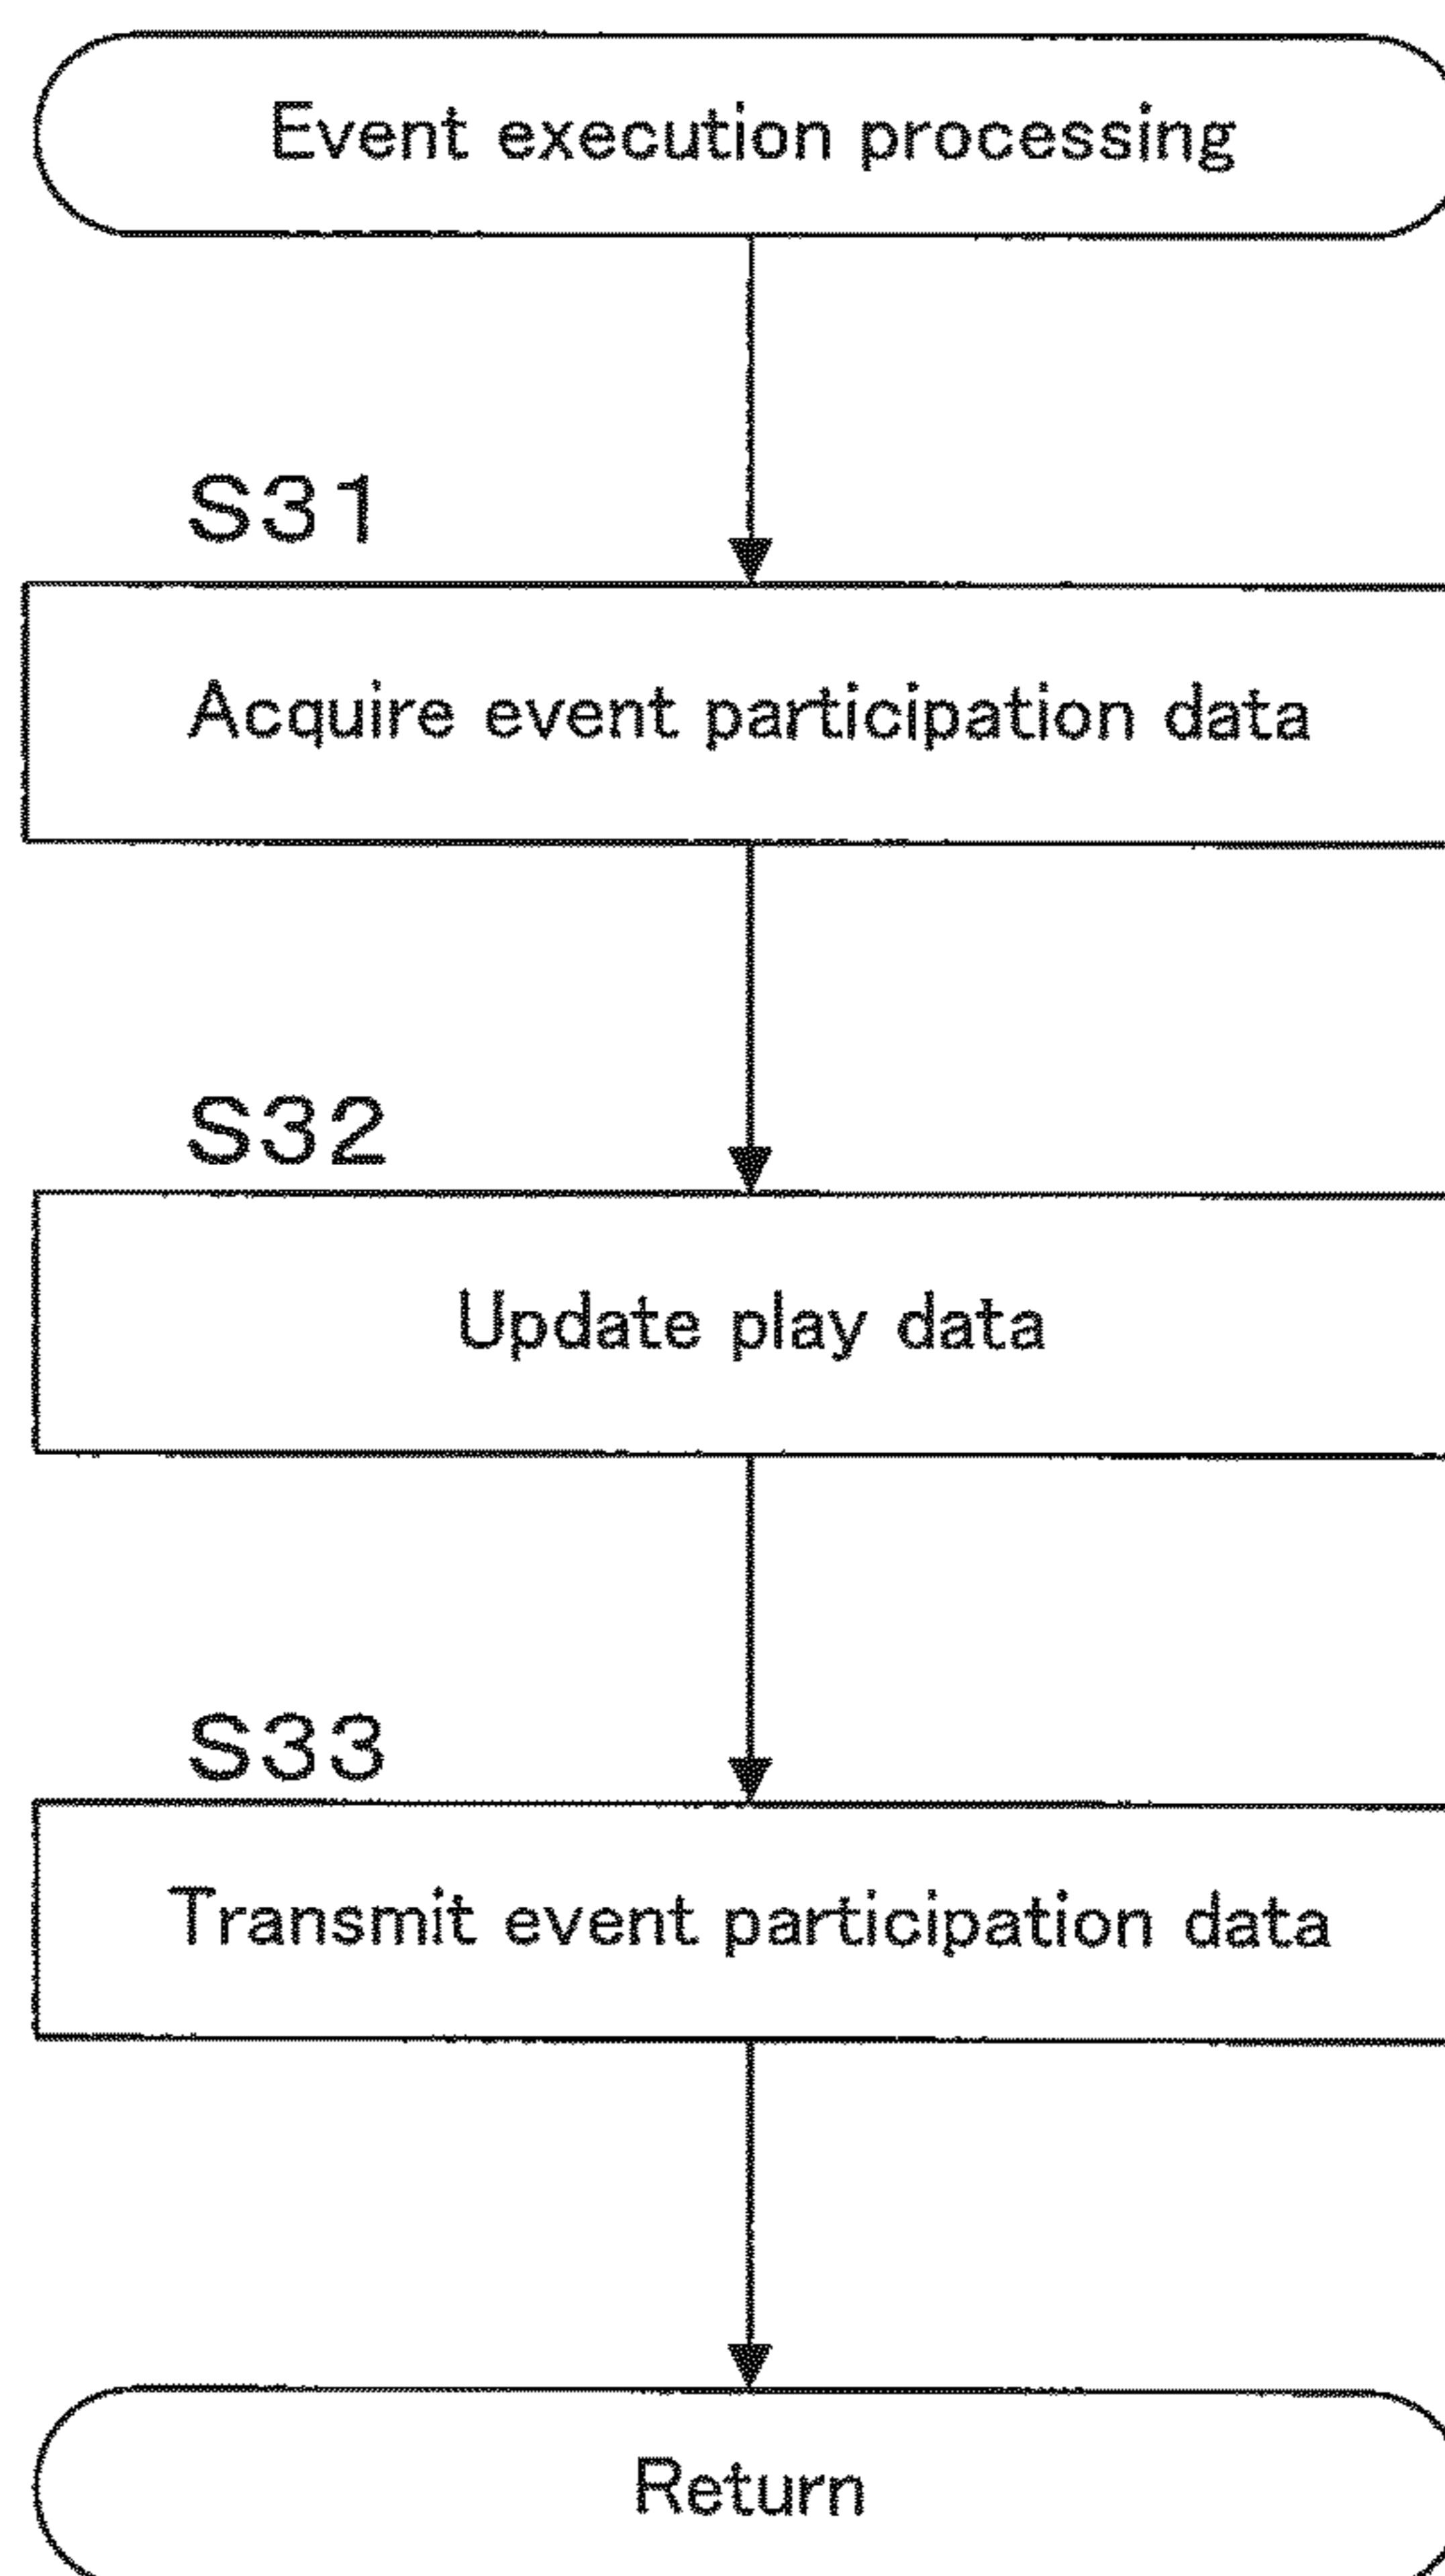 Event execution processing
S31
Acquire event participation data
S32
Update play data
S33
Transmit event participation data
Return